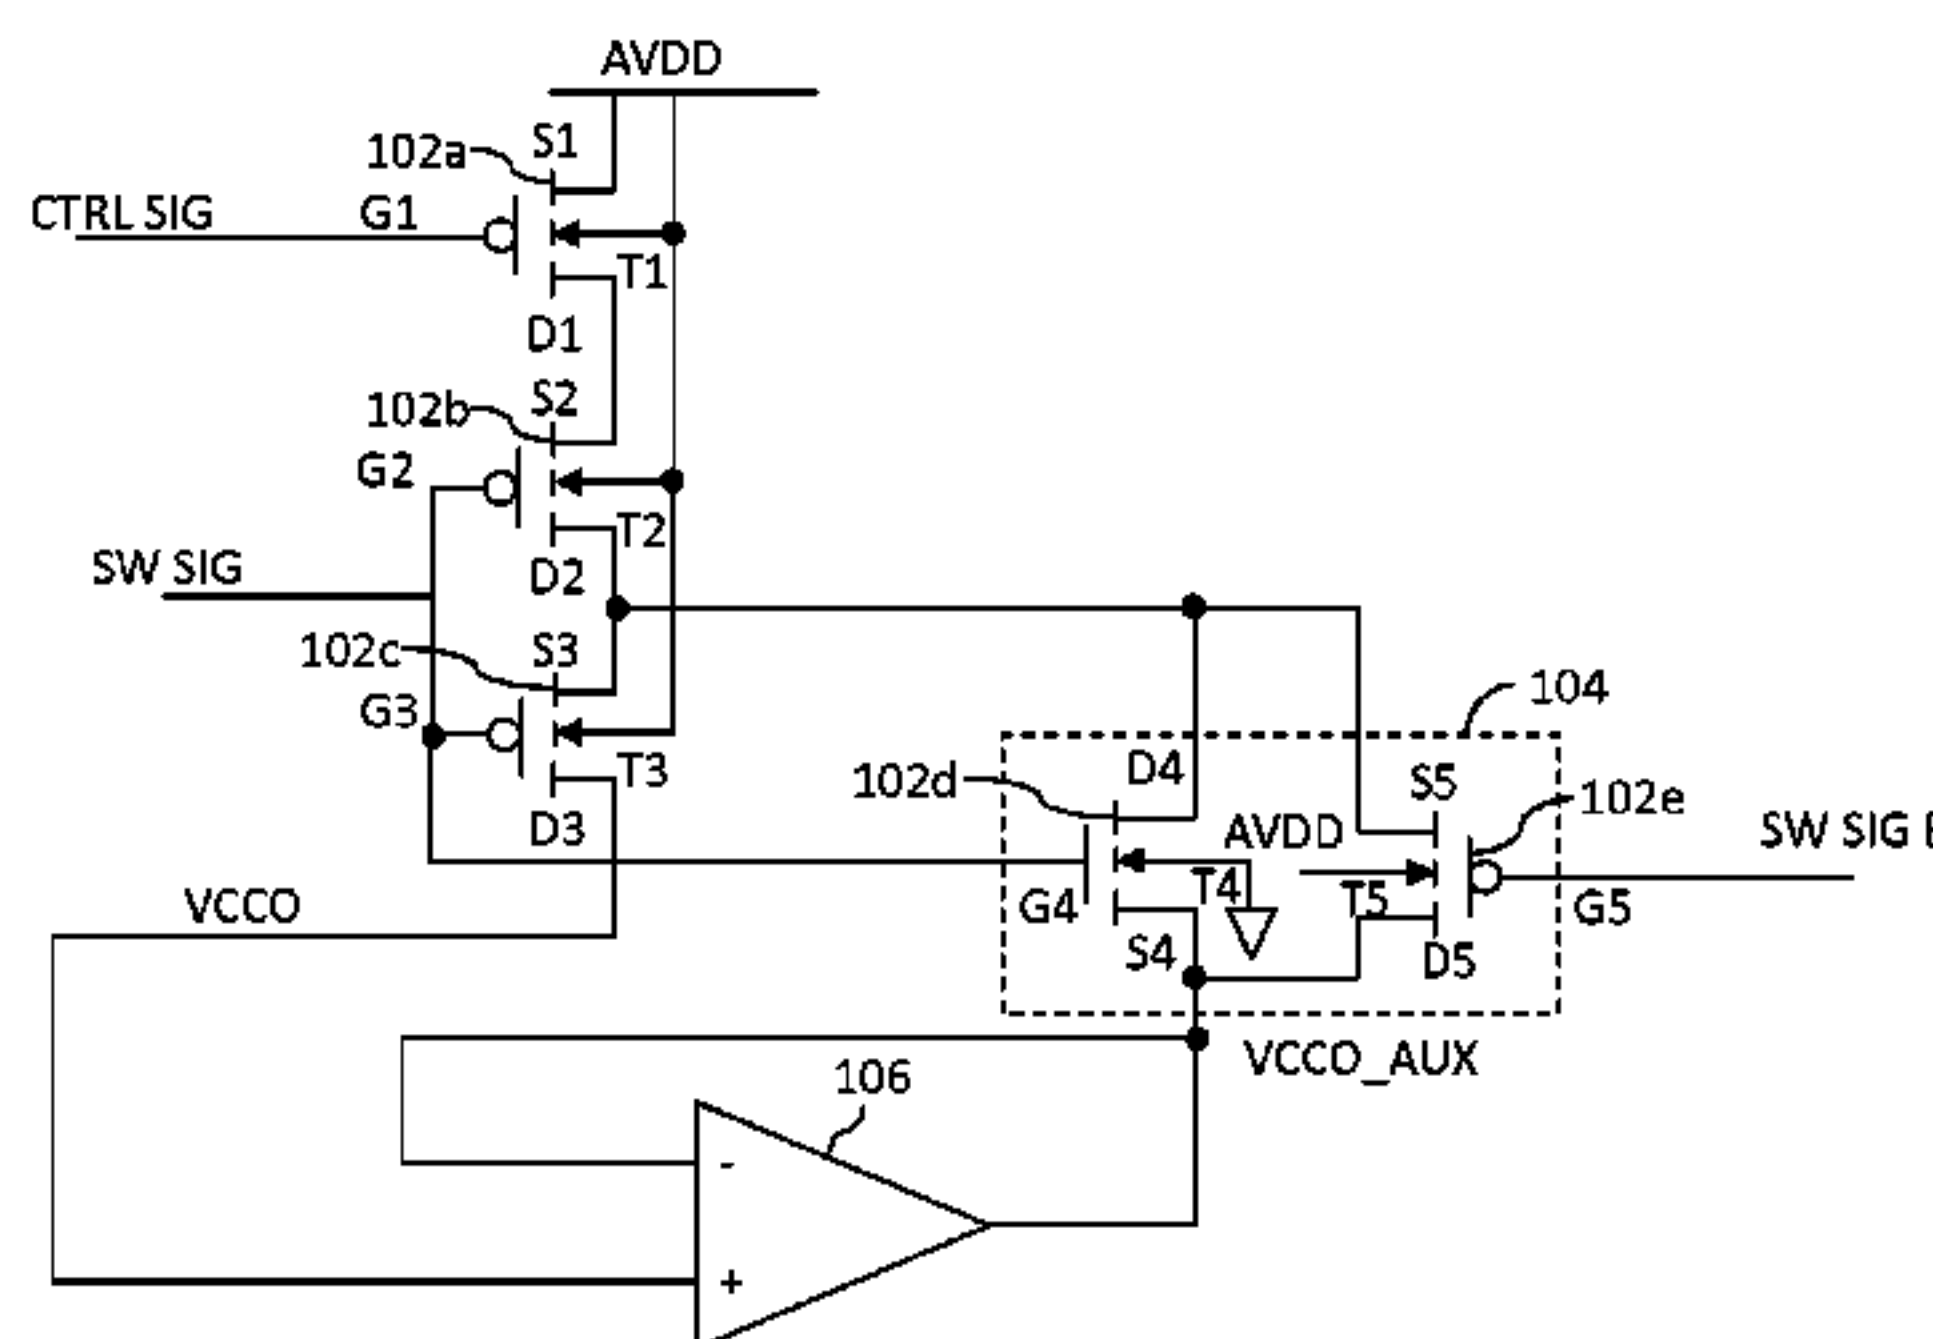 AVDD
S1
102a
CTRL SIG
G1
T1
D1
S2
102b
G2
T2
SW SIG
D2
S3
102c
G3
T3
D3
104
D4
S5
102d
102e
AVDD
SW SIG
T4
T5
G4
G5
S4
D5
VCCO
VCCO_AUX
106
-
+